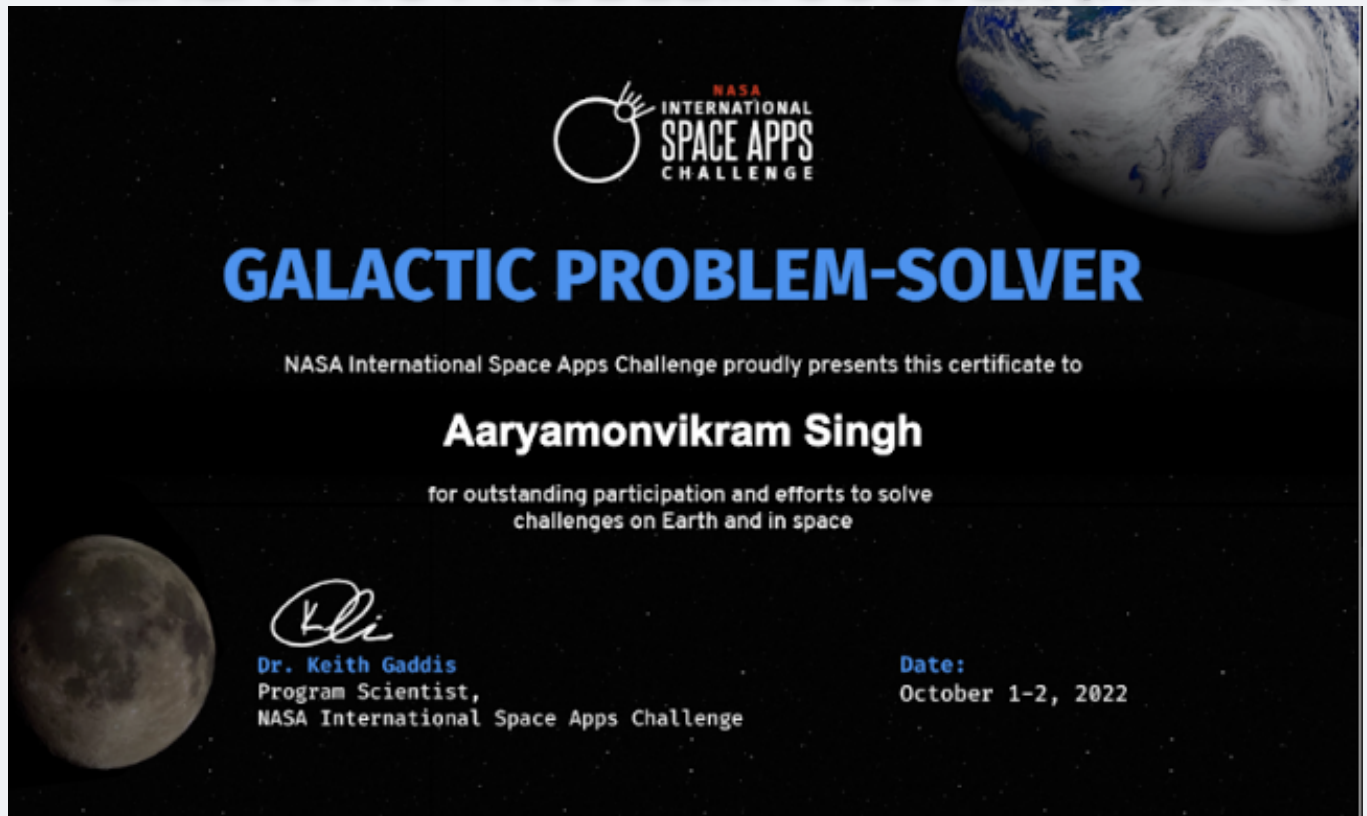 NASA
INTERNATIONAL
SPACE APPS
CHALLENGE
GALACTIC PROBLEM-SOLVER
NASA International Space Apps Challenge proudly presents this certificate to
Aaryamonvikram Singh
for outstanding participation and efforts to solve
challenges on Earth and in space
Dr. Keith Gaddis
Program Scientist,
NASA International Space Apps Challenge
Date:
October 1-2, 2022